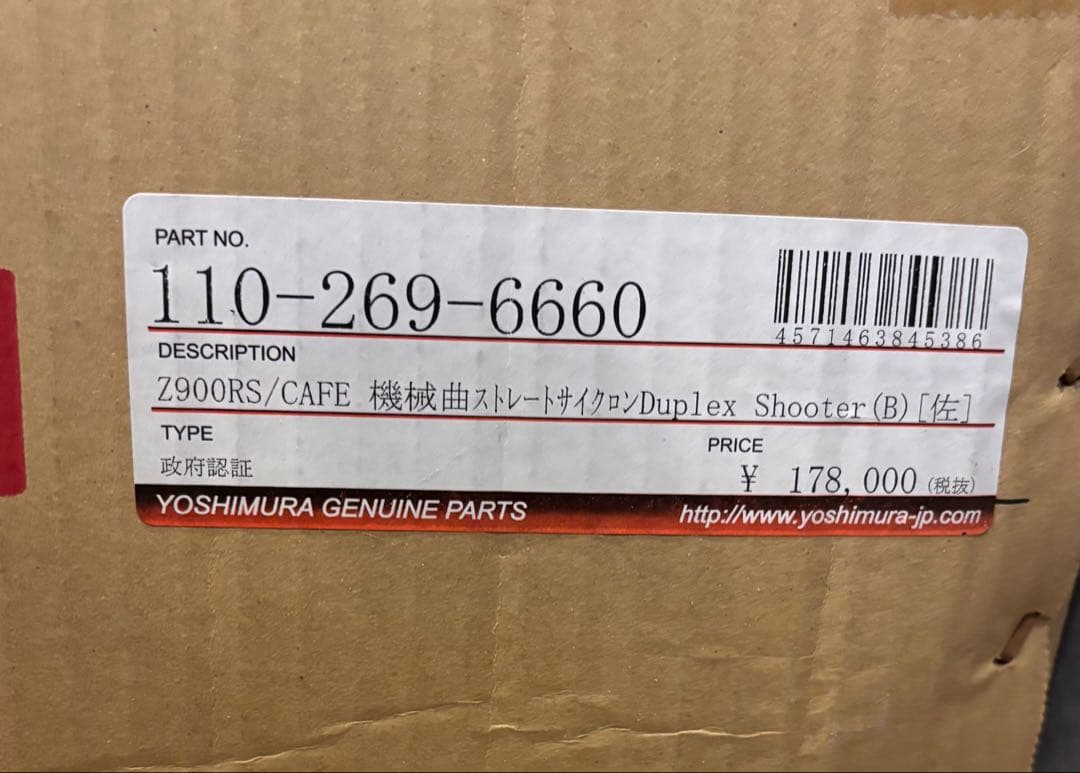 PART NO.
110-269-6660
4571463845386
DESCRIPTION
Z900RS/CAFE 機械曲ストレートサイクロンDuplex Shooter(B)[佐]
TYPE
政府認証
PRICE
¥ 178,000 (税抜)
YOSHIMURA GENUINE PARTS
http://www.yoshimura-jp.com